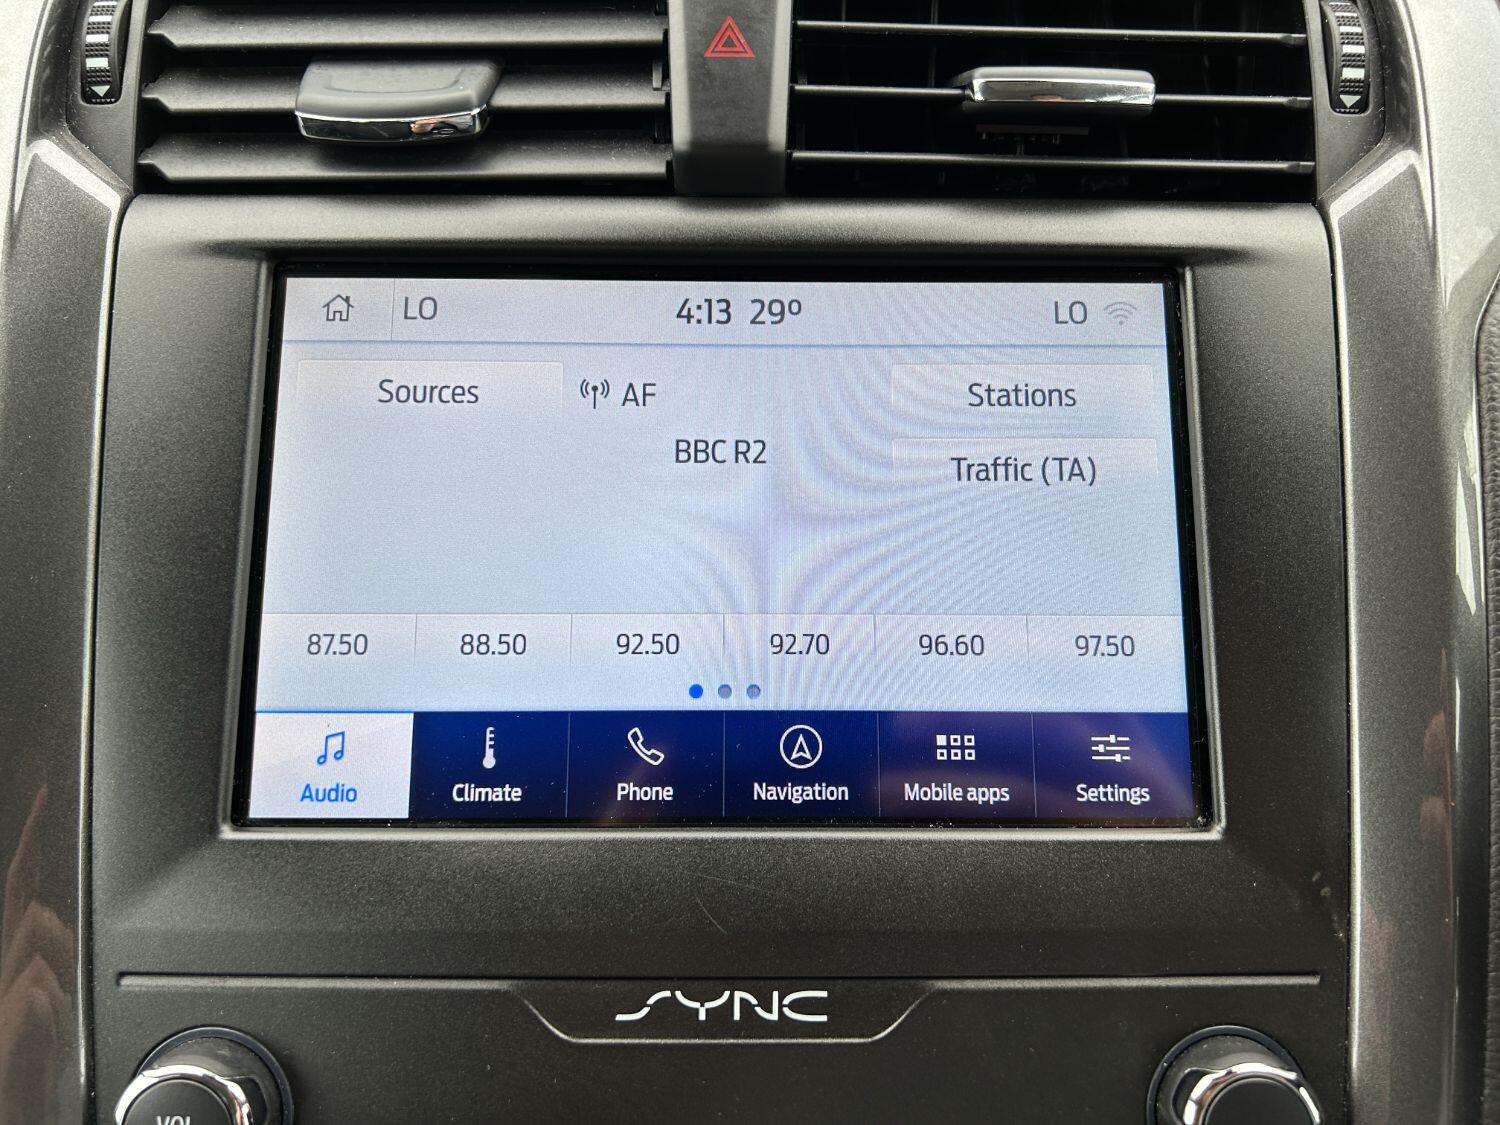 LO 4:13 29º LO
Sources AF Stations
BBC R2
Traffic (TA)
87.50 88.50 92.50 92.70 96.60 97.50
Audio Climate Phone Navigation Mobile apps Settings
SYNC
VOL